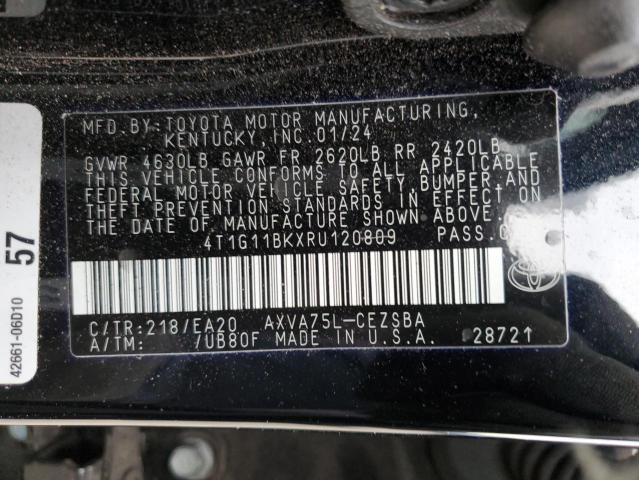 MFD.BY:TOYOTA MOTOR MANUFACTURING,
KENTUCKY,INC.01/24
GVWR 4630LB GAWR FR 2620LB RR 2420LB
THIS VEHICLE CONFORMS TO ALL APPLICABLE
FEDERAL MOTOR VEHICLE SAFETY,BUMPER,AND
THEFT PREVENTION STANDARDS IN EFFECT ON
THE DATE OF MANUFACTURE SHOWN ABOVE.
4T1G11BKXRU120809 PASS.
C/TR:218/EA20 AXVA75L-CEZSBA
A/TM: 7UB80F MADE IN U.S.A. 28721
57
42661-06D10